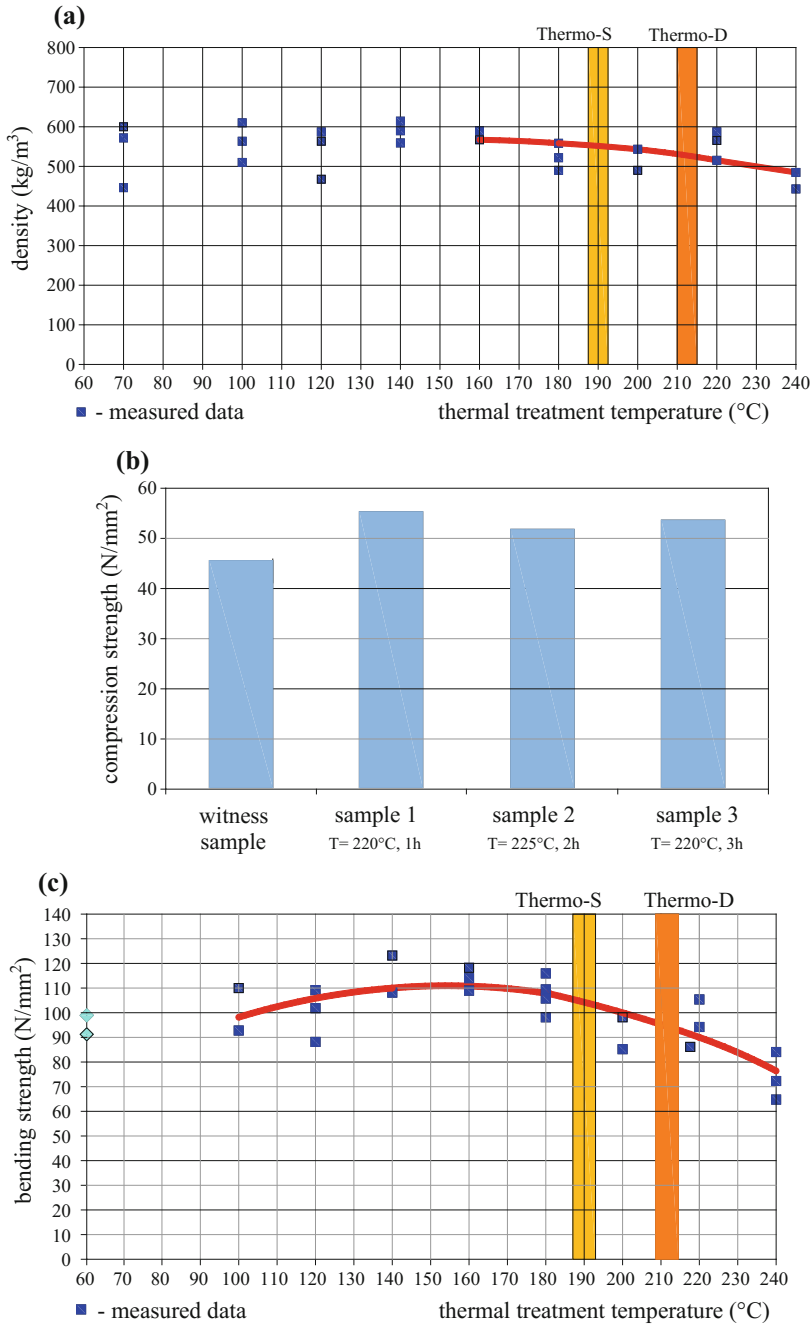 (a)
Thermo-S Thermo-D
density (kg/m³)
800
700
600
500
400
300
200
100
0
60 70 80 90 100 110 120 130 140 150 160 170 180 190 200 210 220 230 240
- measured data thermal treatment temperature (°C)
(b)
compression strength (N/mm²)
60
50
40
30
20
10
0
witness sample 1 sample 2 sample 3
sample T= 220°C, 1h T= 225°C, 2h T= 220°C, 3h
(c)
Thermo-S Thermo-D
bending strength (N/mm²)
140
130
120
110
100
90
80
70
60
50
40
30
20
10
0
60 70 80 90 100 110 120 130 140 150 160 170 180 190 200 210 220 230 240
- measured data thermal treatment temperature (°C)